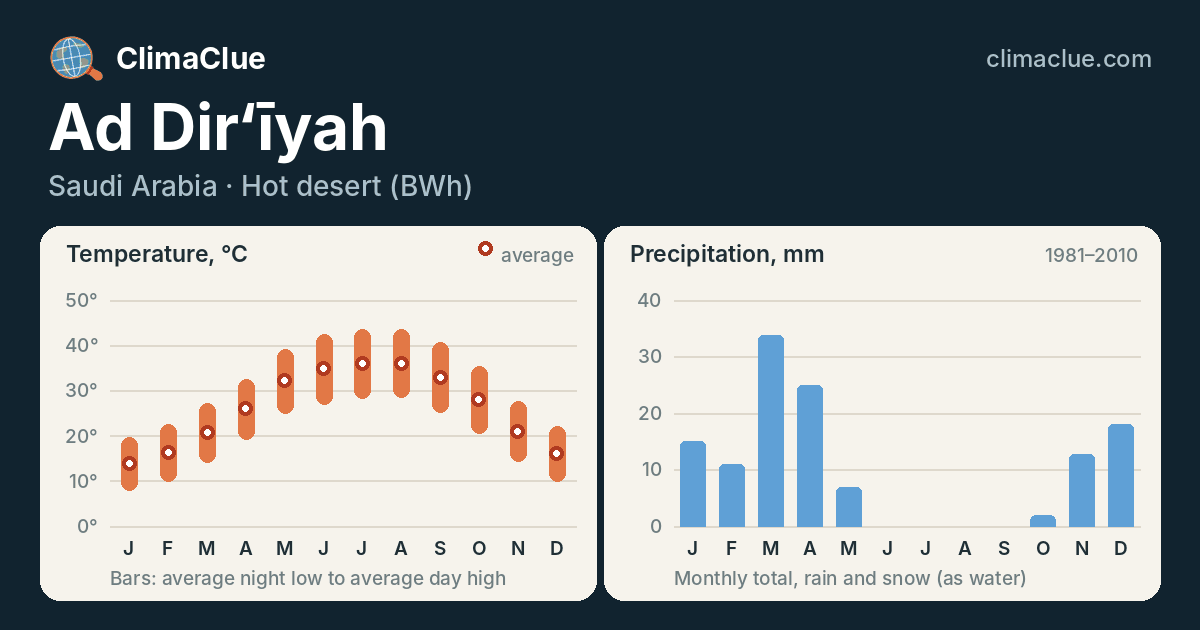 ClimaClue
climaclue.com
Ad Dir‘īyah
Saudi Arabia · Hot desert (BWh)
Temperature, °C
average
50°
40°
30°
20°
10°
0°
J F M A M J J A S O N D
Bars: average night low to average day high
Precipitation, mm
1981–2010
40
30
20
10
0
J F M A M J J A S O N D
Monthly total, rain and snow (as water)